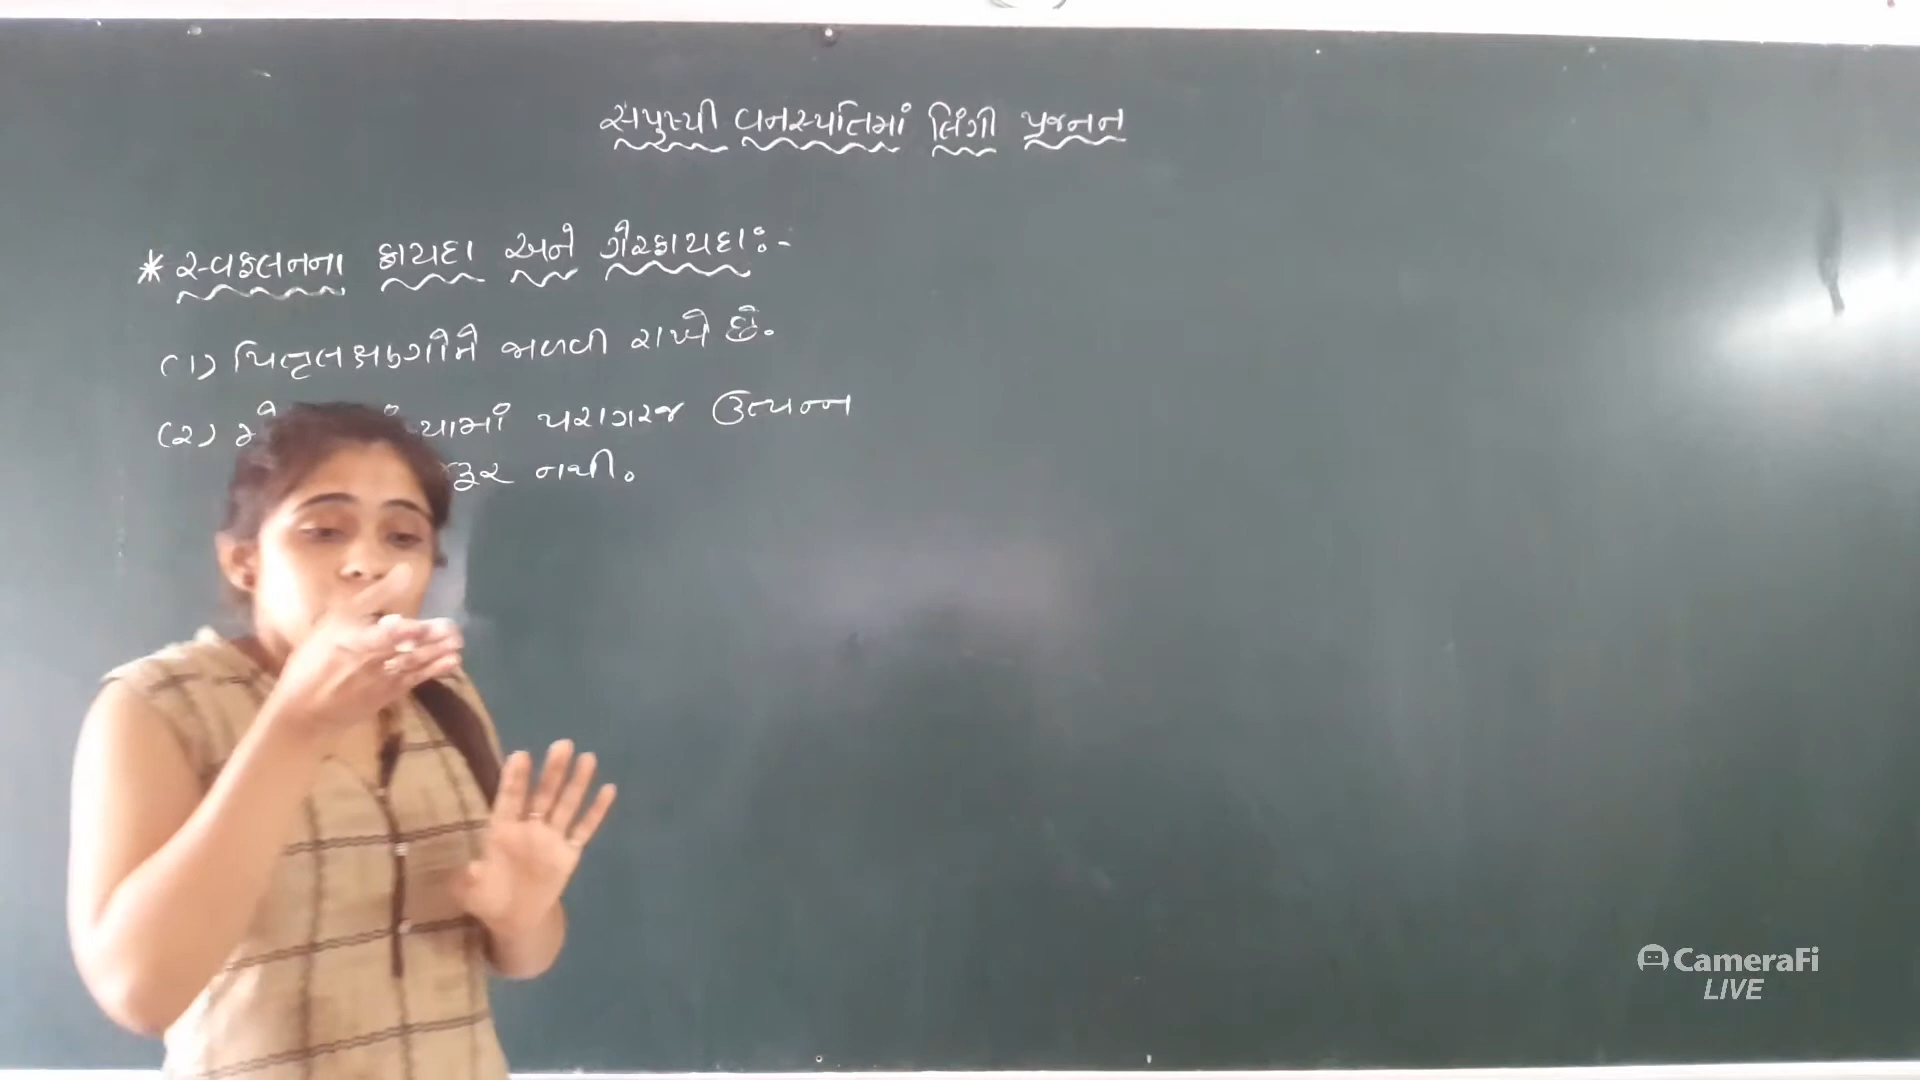 સપુષ્પી વનસ્પતિમાં લિંગી પ્રજનન
* સ્વફલનના ફાયદા અને ગેરફાયદા:-
(૧) પિતૃલક્ષણોને જાળવી રાખે છે.
(૨) પરાગરજ ઉત્પન્ન
જરૂર નથી.
CameraFi
LIVE